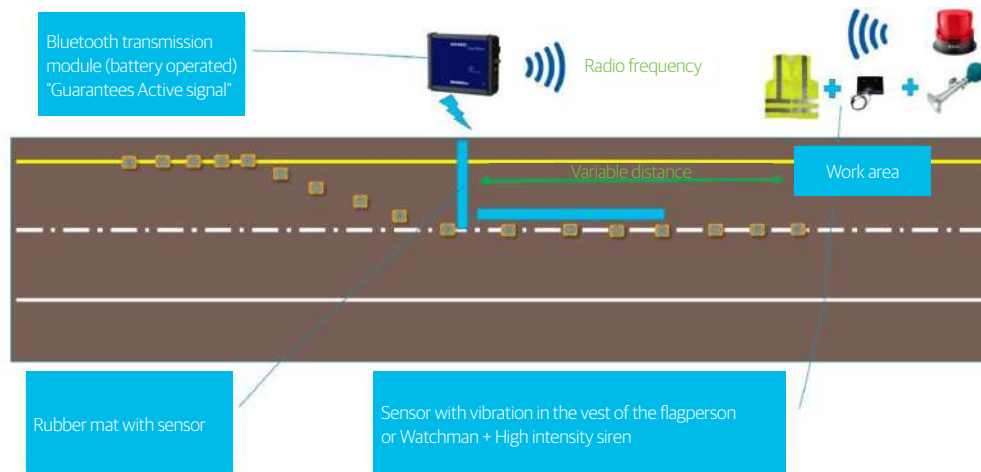 Bluetooth transmission
module (battery operated)
"Guarantees Active signal"
Radio frequency
Variable distance
Work area
Rubber mat with sensor
Sensor with vibration in the vest of the flagperson
or Watchman + High intensity siren